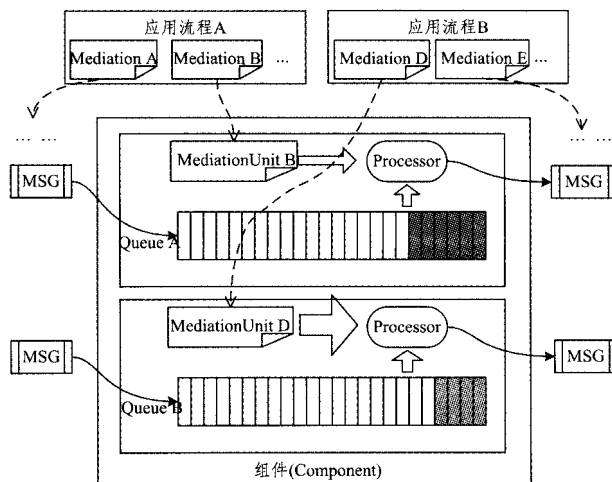 应用流程A
Mediation A
Mediation B
...
应用流程B
Mediation D
Mediation E
...
... ...
... ...
MediationUnit B
Processor
MSG
MSG
Queue A
MediationUnit D
Processor
MSG
MSG
Queue B
组件(Component)